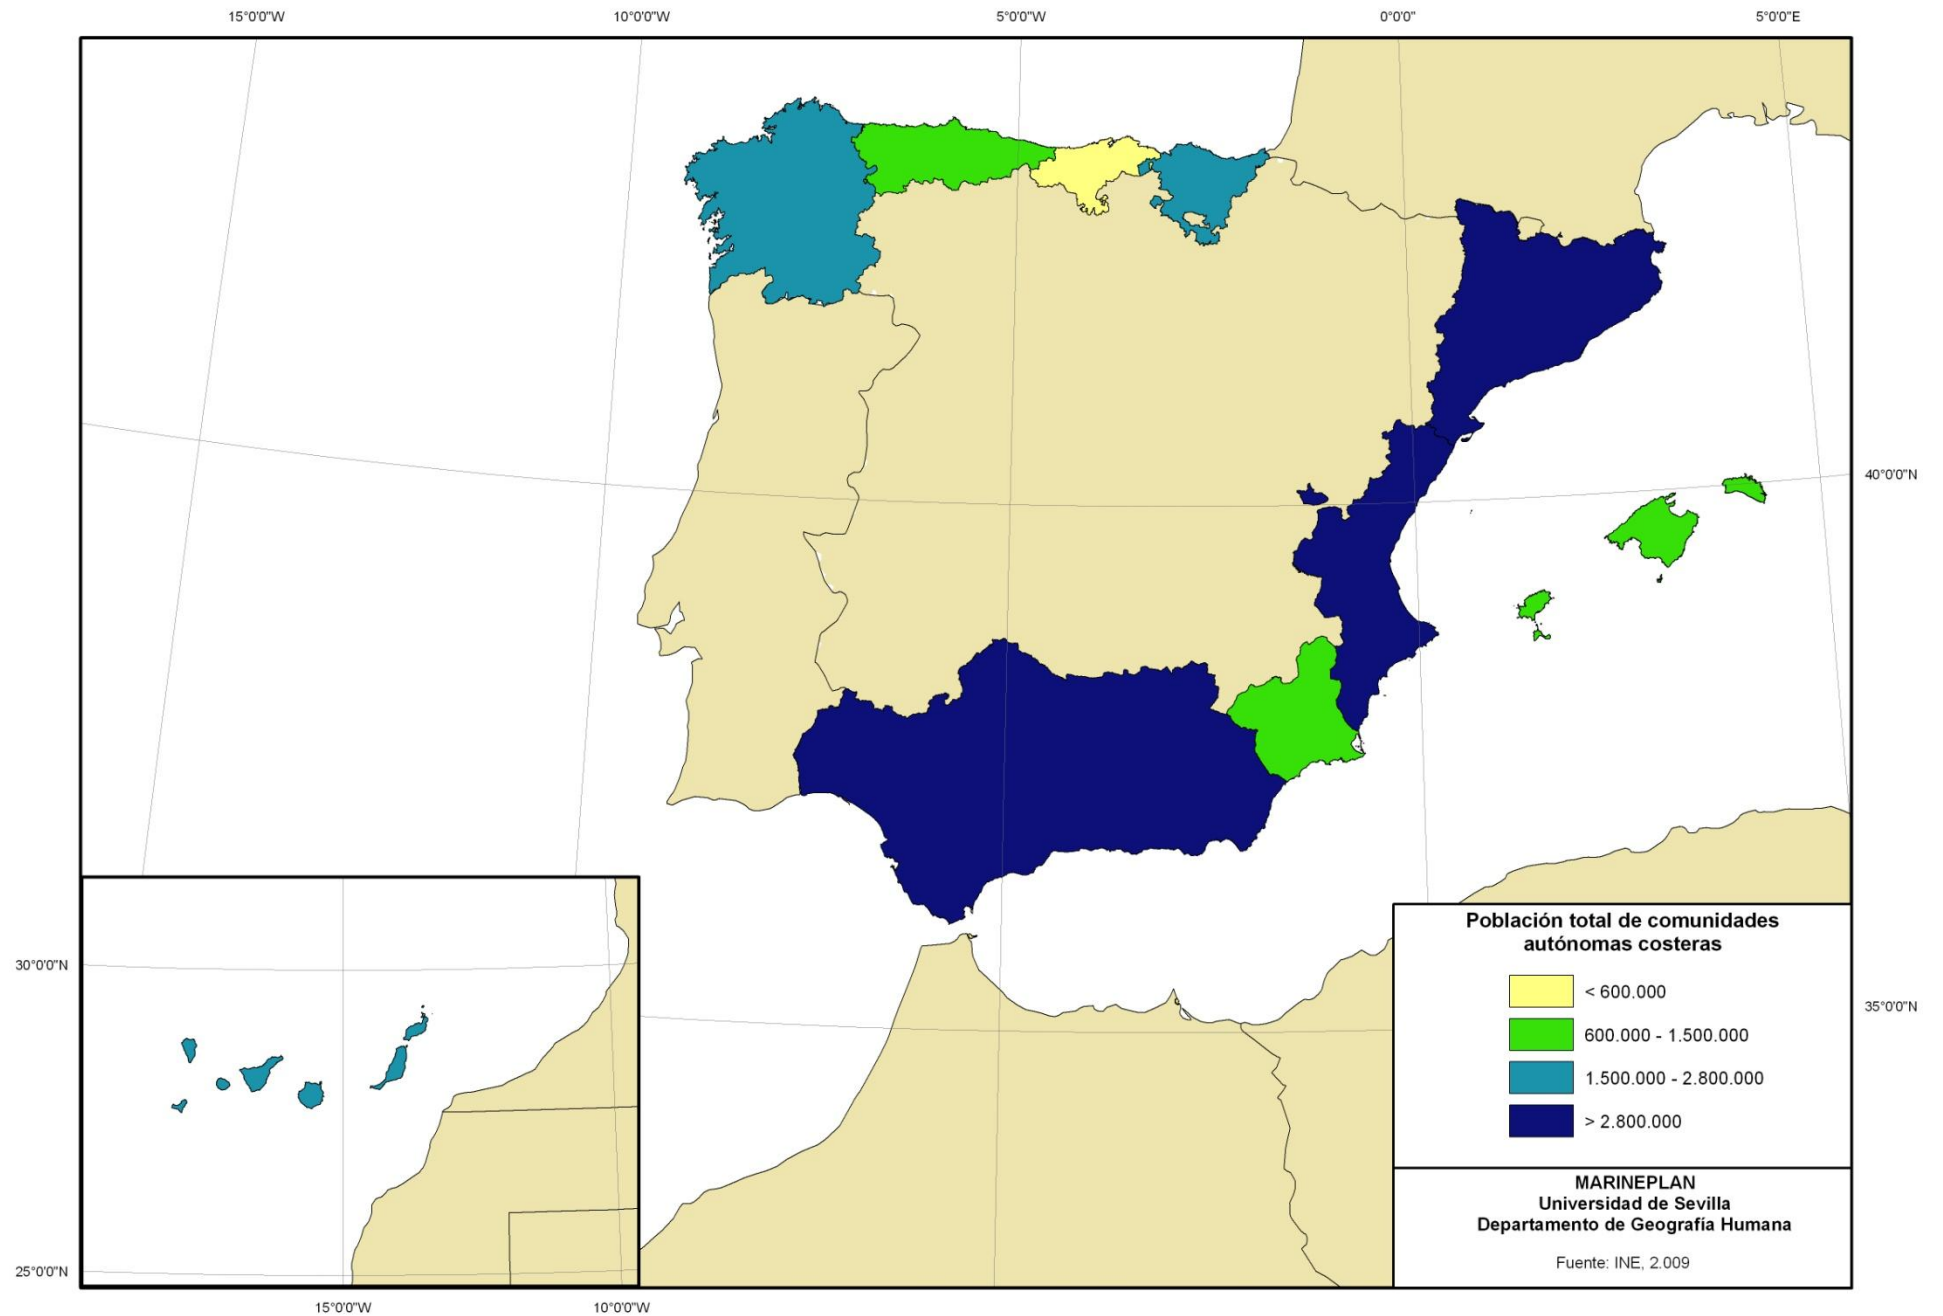 15°0'0"W
10°0'0"W
5°0'0"W
0°0'0"
5°0'0"E
40°0'0"N
30°0'0"N
35°0'0"N
25°0'0"N
15°0'0"W
10°0'0"W
Población total de comunidades
autónomas costeras
< 600.000
600.000 - 1.500.000
1.500.000 - 2.800.000
> 2.800.000
MARINEPLAN
Universidad de Sevilla
Departamento de Geografía Humana
Fuente: INE, 2.009